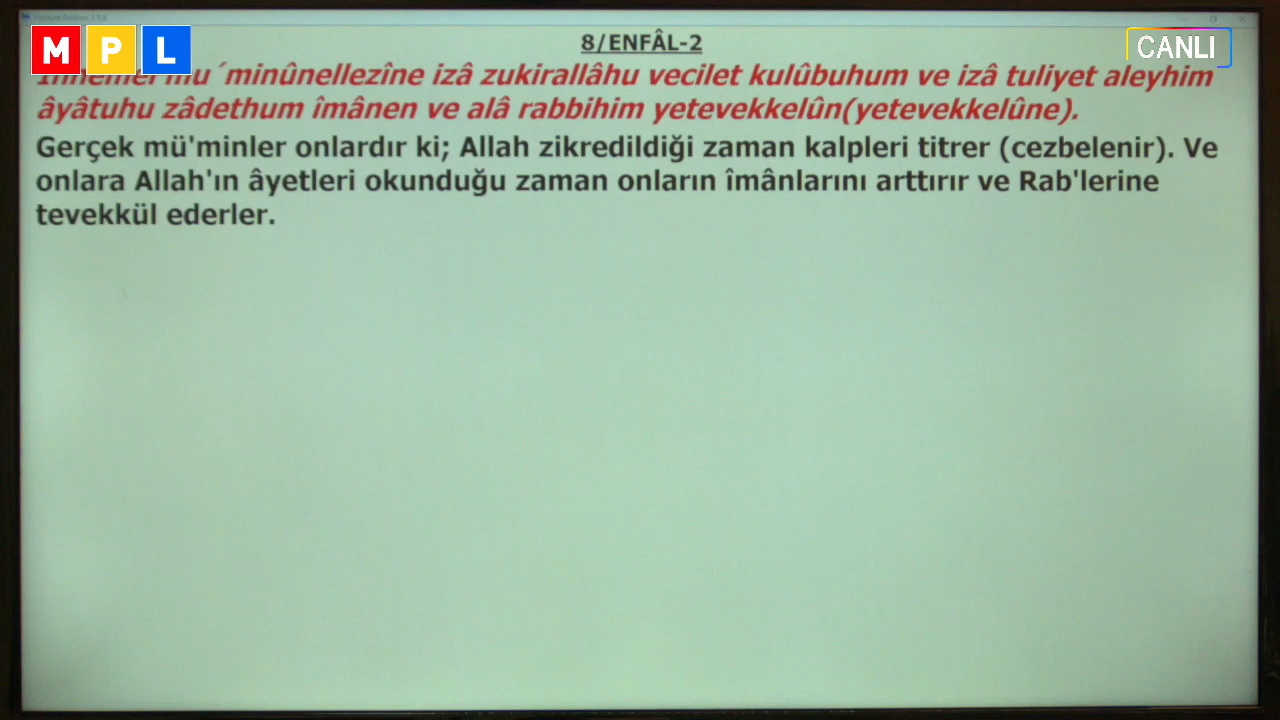 MPL
CANLI
8/ENFÂL-2
mu´minûnellezîne izâ zukirallâhu vecilet kulûbuhum ve izâ tuliyet aleyhim
âyâtuhu zâdethum îmânen ve alâ rabbihim yetevekkelûn(yetevekkelûne).
Gerçek mü'minler onlardır ki; Allah zikredildiği zaman kalpleri titrer (cezbelenir). Ve
onlara Allah'ın âyetleri okunduğu zaman onların îmânlarını arttırır ve Rab'lerine
tevekkül ederler.